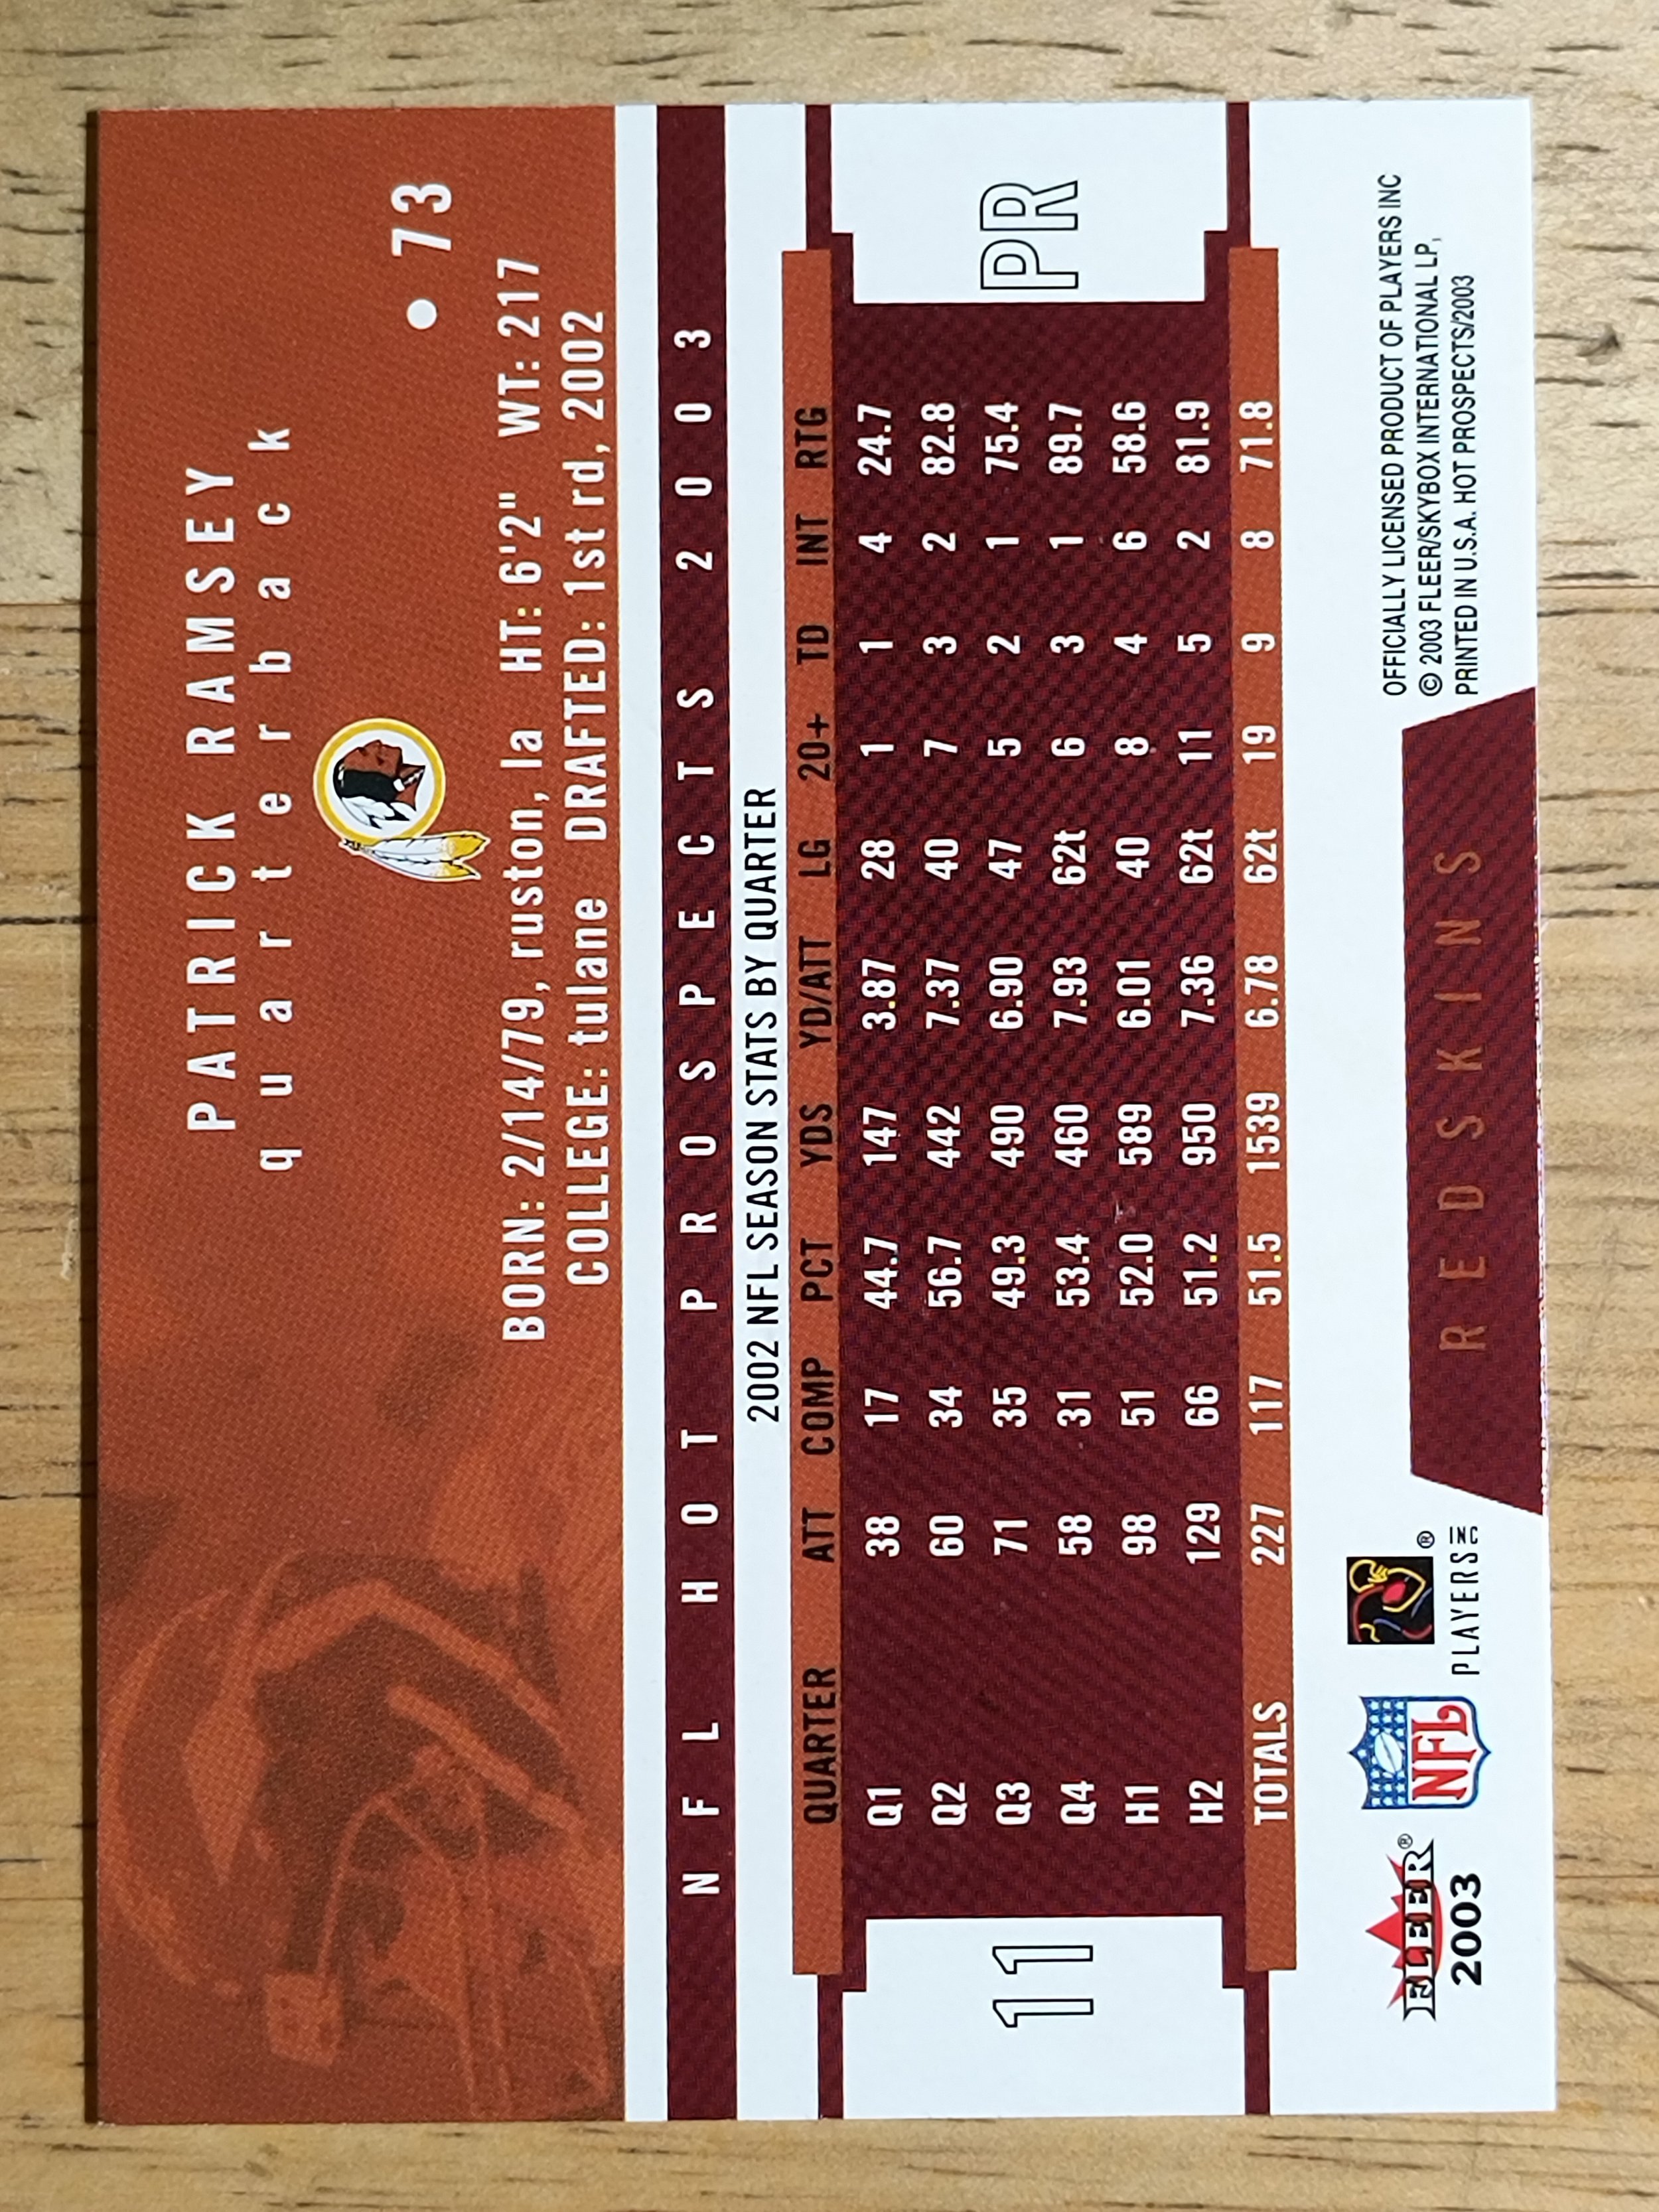 PATRICK RAMSEY
quarterback
• 73
BORN: 2/14/79, ruston, la HT: 6'2" WT: 217
COLLEGE: tulane DRAFTED: 1st rd, 2002
NFL HOT PROSPECTS 2003
2002 NFL SEASON STATS BY QUARTER
QUARTER ATT COMP PCT YDS YD/ATT LG 20+ TD INT RTG
Q1 38 17 44.7 147 3.87 28 1 1 4 24.7
Q2 60 34 56.7 442 7.37 40 7 3 2 82.8
Q3 71 35 49.3 490 6.90 47 5 2 1 75.4
Q4 58 31 53.4 460 7.93 62t 6 3 1 89.7
H1 98 51 52.0 589 6.01 40 8 4 6 58.6
H2 129 66 51.2 950 7.36 62t 11 5 2 81.9
TOTALS 227 117 51.5 1539 6.78 62t 19 9 8 71.8
11
PR
FLEER®
2003
NFL
®
PLAYERS INC
REDSKINS
OFFICIALLY LICENSED PRODUCT OF PLAYERS INC
© 2003 FLEER/SKYBOX INTERNATIONAL LP,
PRINTED IN U.S.A. HOT PROSPECTS/2003